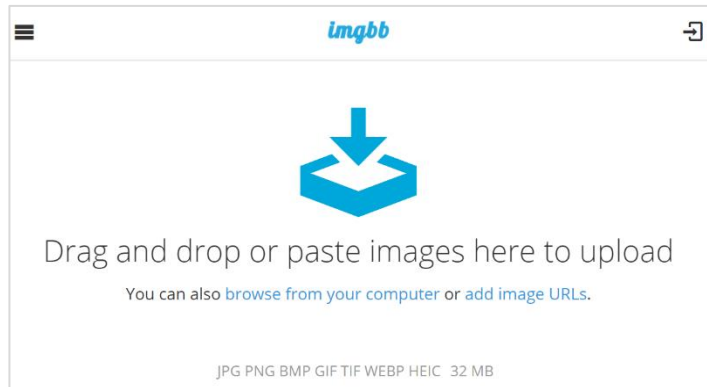 imgbb
Drag and drop or paste images here to upload
You can also browse from your computer or add image URLs.
JPG PNG BMP GIF TIF WEBP HEIC 32 MB